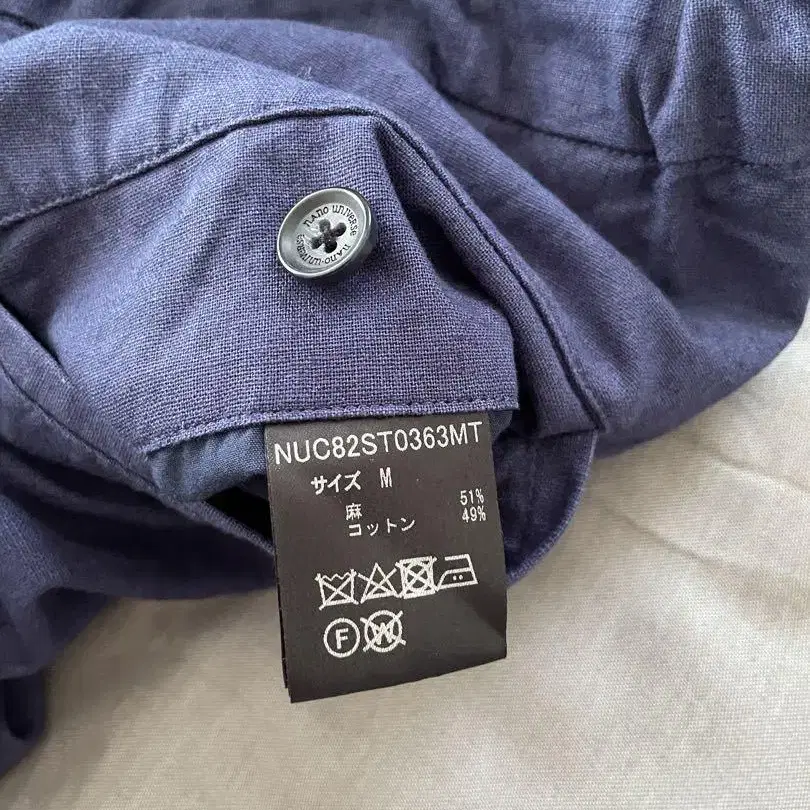 nano universe
nano·universe
NUC82ST0363MT
サイズ M
麻 51%
コットン 49%
F
W